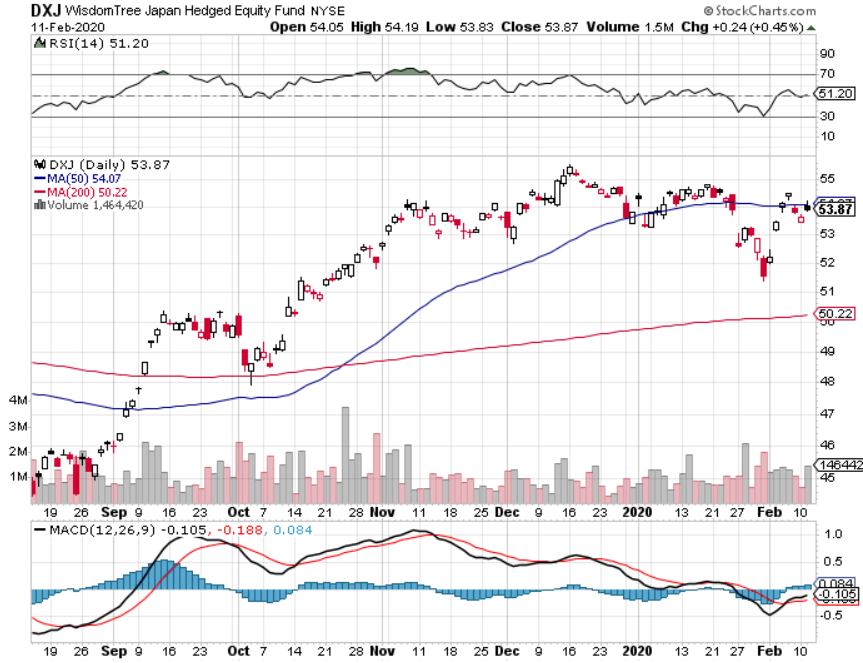 DXJ WisdomTree Japan Hedged Equity Fund NYSE © StockCharts.com
11-Feb-2020 Open 54.05 High 54.19 Low 53.83 Close 53.87 Volume 1.5M Chg +0.24 (+0.45%)
RSI(14) 51.20
90
70
51.20
30
10
DXJ (Daily) 53.87
MA(50) 54.07
MA(200) 50.22
Volume 1,464,420
55
53.87
53
52
51
50.22
50
49
48
47
46
45
4M
3M
2M
1M
146442
19 26 Sep 9 16 23 Oct 7 14 21 28 Nov 11 18 25 Dec 9 16 23 2020 13 21 27 Feb 10
MACD(12,26,9) -0.105, -0.188, 0.084
1.0
0.5
0.084
-0.105
-0.5
19 26 Sep 9 16 23 Oct 7 14 21 28 Nov 11 18 25 Dec 9 16 23 2020 13 21 27 Feb 10